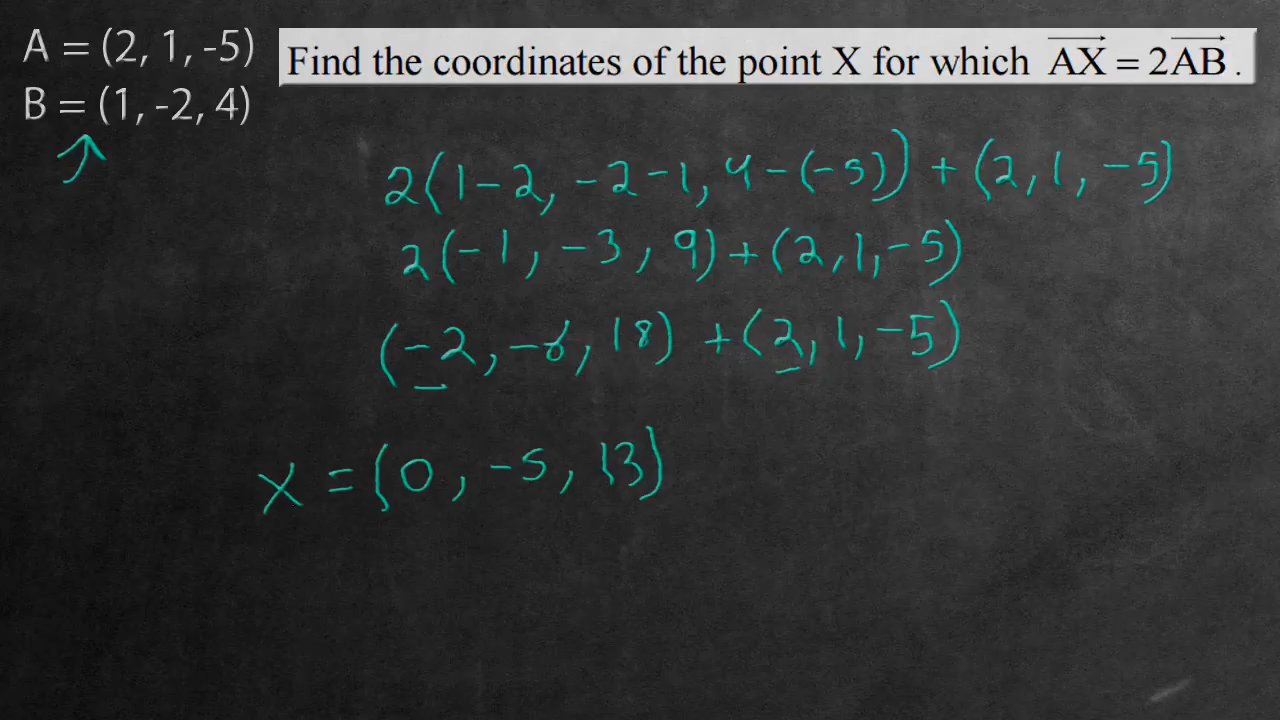 A = (2, 1, -5)
B = (1, -2, 4)
Find the coordinates of the point X for which AX = 2AB .
2(1-2, -2-1, 4-(-5)) + (2, 1, -5)
2(-1, -3, 9) + (2, 1, -5)
(-2, -6, 18) + (2, 1, -5)
X = (0, -5, 13)